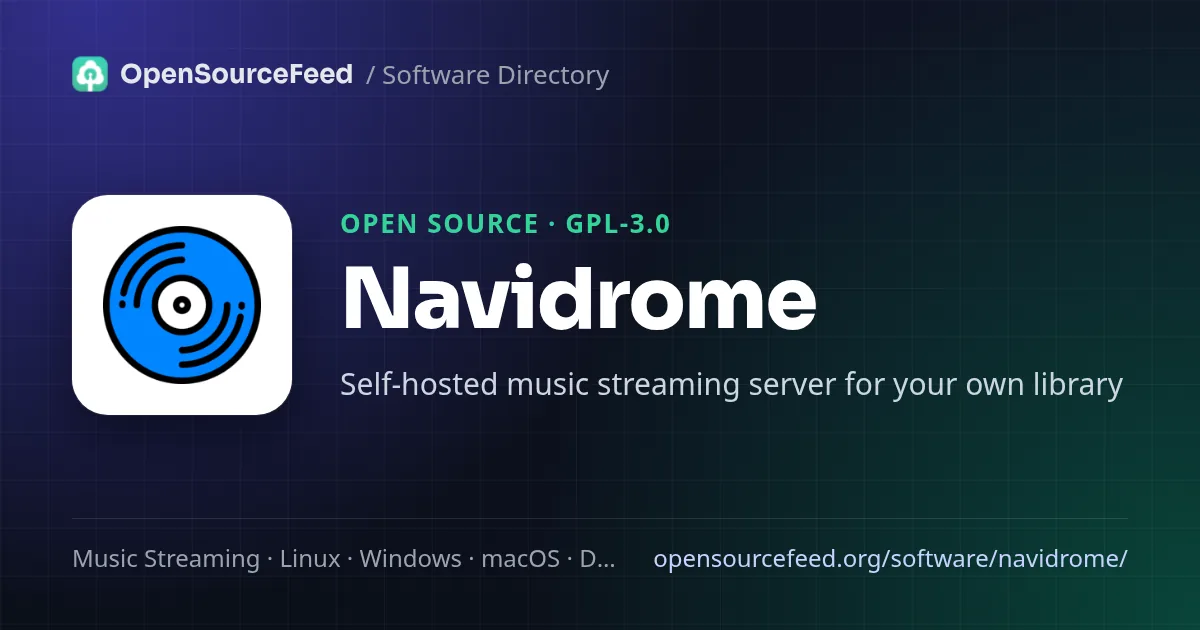 OpenSourceFeed / Software Directory
OPEN SOURCE · GPL-3.0
Navidrome
Self-hosted music streaming server for your own library
Music Streaming · Linux · Windows · macOS · D...
opensourcefeed.org/software/navidrome/